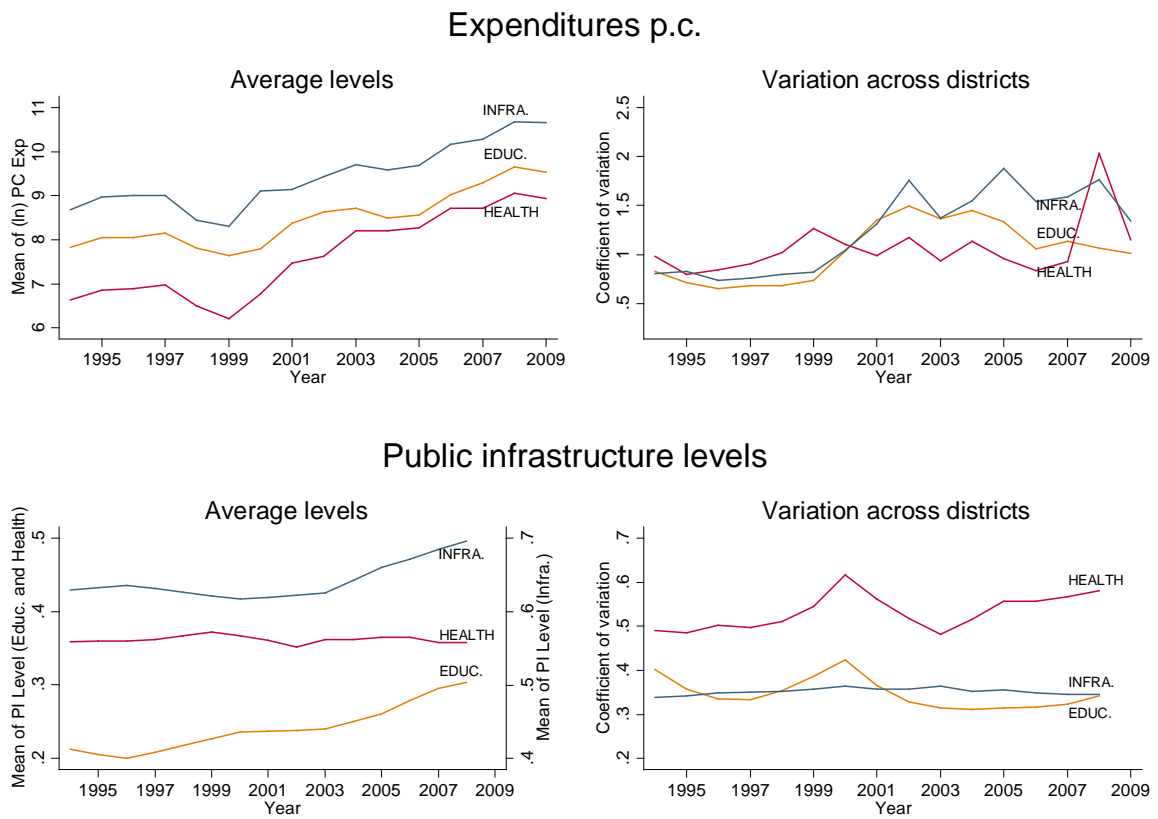 Expenditures p.c.
Average levels
Mean of (ln) PC Exp
11
10
9
8
7
6
INFRA.
EDUC.
HEALTH
1995 1997 1999 2001 2003 2005 2007 2009
Year
Variation across districts
Coefficient of variation
2.5
2
1.5
1
.5
INFRA.
EDUC.
HEALTH
1995 1997 1999 2001 2003 2005 2007 2009
Year
Public infrastructure levels
Average levels
Mean of PI Level (Educ. and Health)
.5
.4
.3
.2
INFRA.
HEALTH
EDUC.
.7
.6
.5
.4
Mean of PI Level (Infra.)
1995 1997 1999 2001 2003 2005 2007 2009
Year
Variation across districts
Coefficient of variation
.7
.6
.5
.4
.3
.2
HEALTH
INFRA.
EDUC.
1995 1997 1999 2001 2003 2005 2007 2009
Year